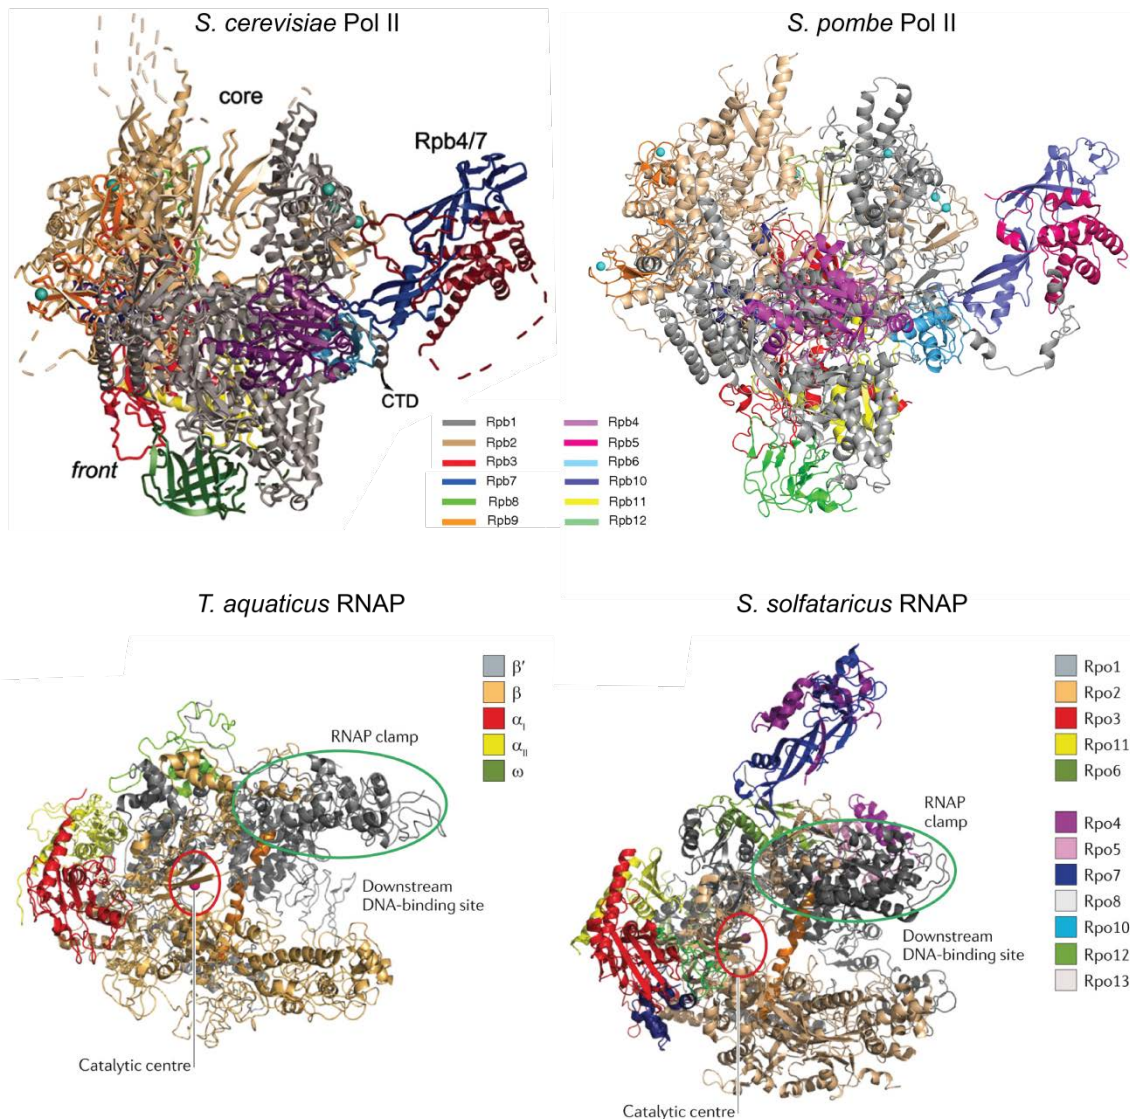 S. cerevisiae Pol II
S. pombe Pol II
core
Rpb4/7
CTD
front
Rpb1
Rpb2
Rpb3
Rpb7
Rpb8
Rpb9
Rpb4
Rpb5
Rpb6
Rpb10
Rpb11
Rpb12
T. aquaticus RNAP
S. solfataricus RNAP
β'
β
αI
αII
ω
RNAP clamp
Downstream
DNA-binding site
Catalytic centre
RNAP
clamp
Downstream
DNA-binding site
Catalytic centre
Rpo1
Rpo2
Rpo3
Rpo11
Rpo6
Rpo4
Rpo5
Rpo7
Rpo8
Rpo10
Rpo12
Rpo13